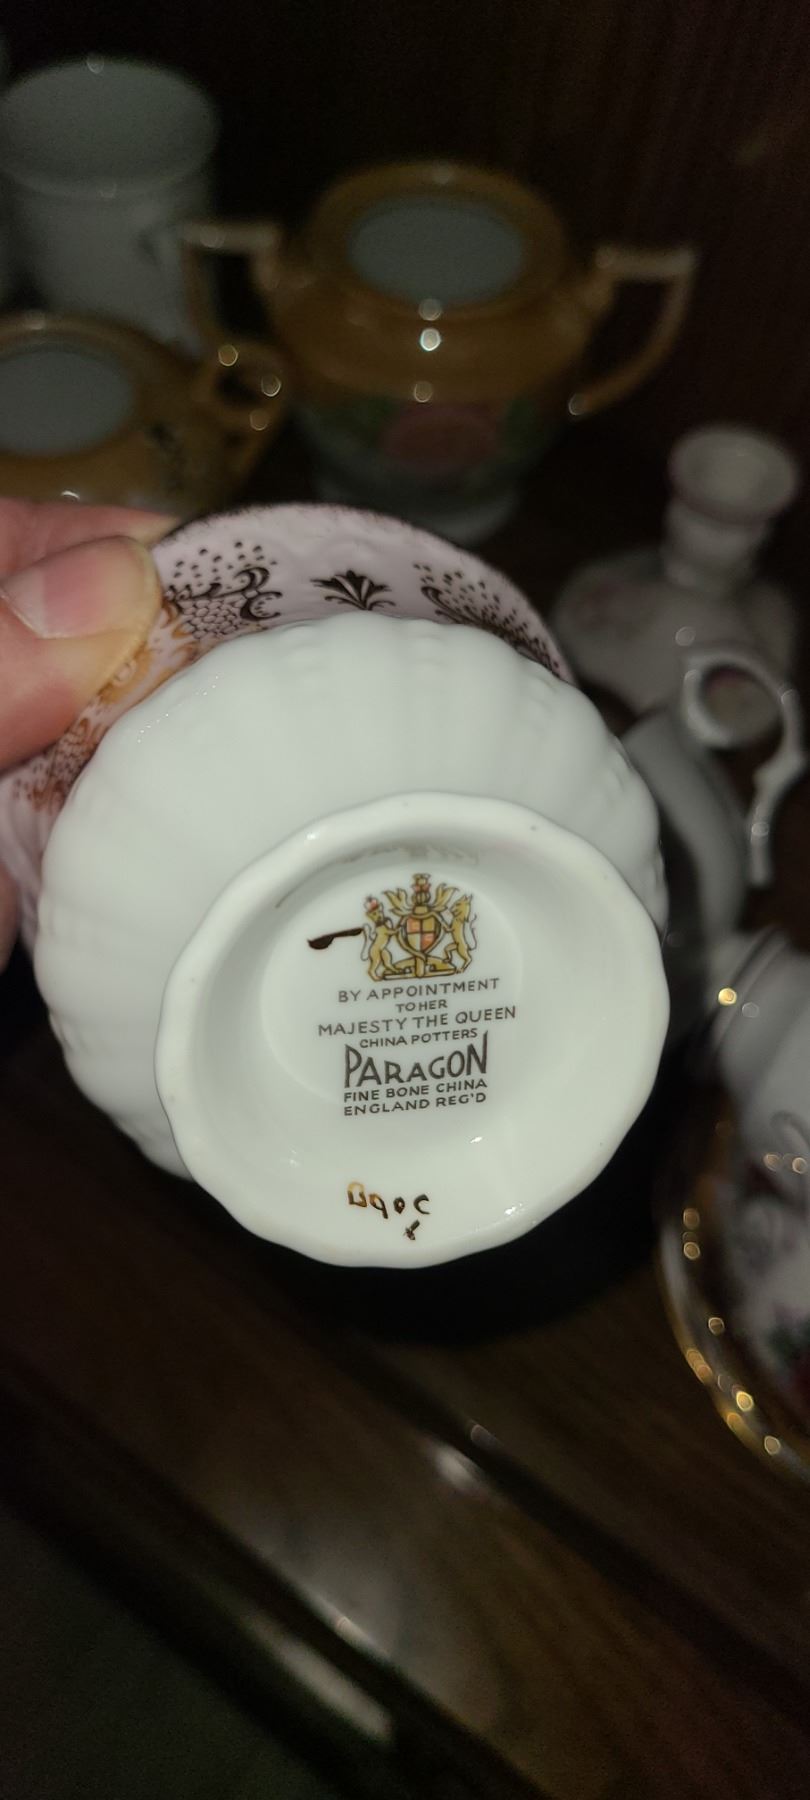 BY APPOINTMENT
TO HER
MAJESTY THE QUEEN
CHINA POTTERS
PARAGON
FINE BONE CHINA
ENGLAND REG'D